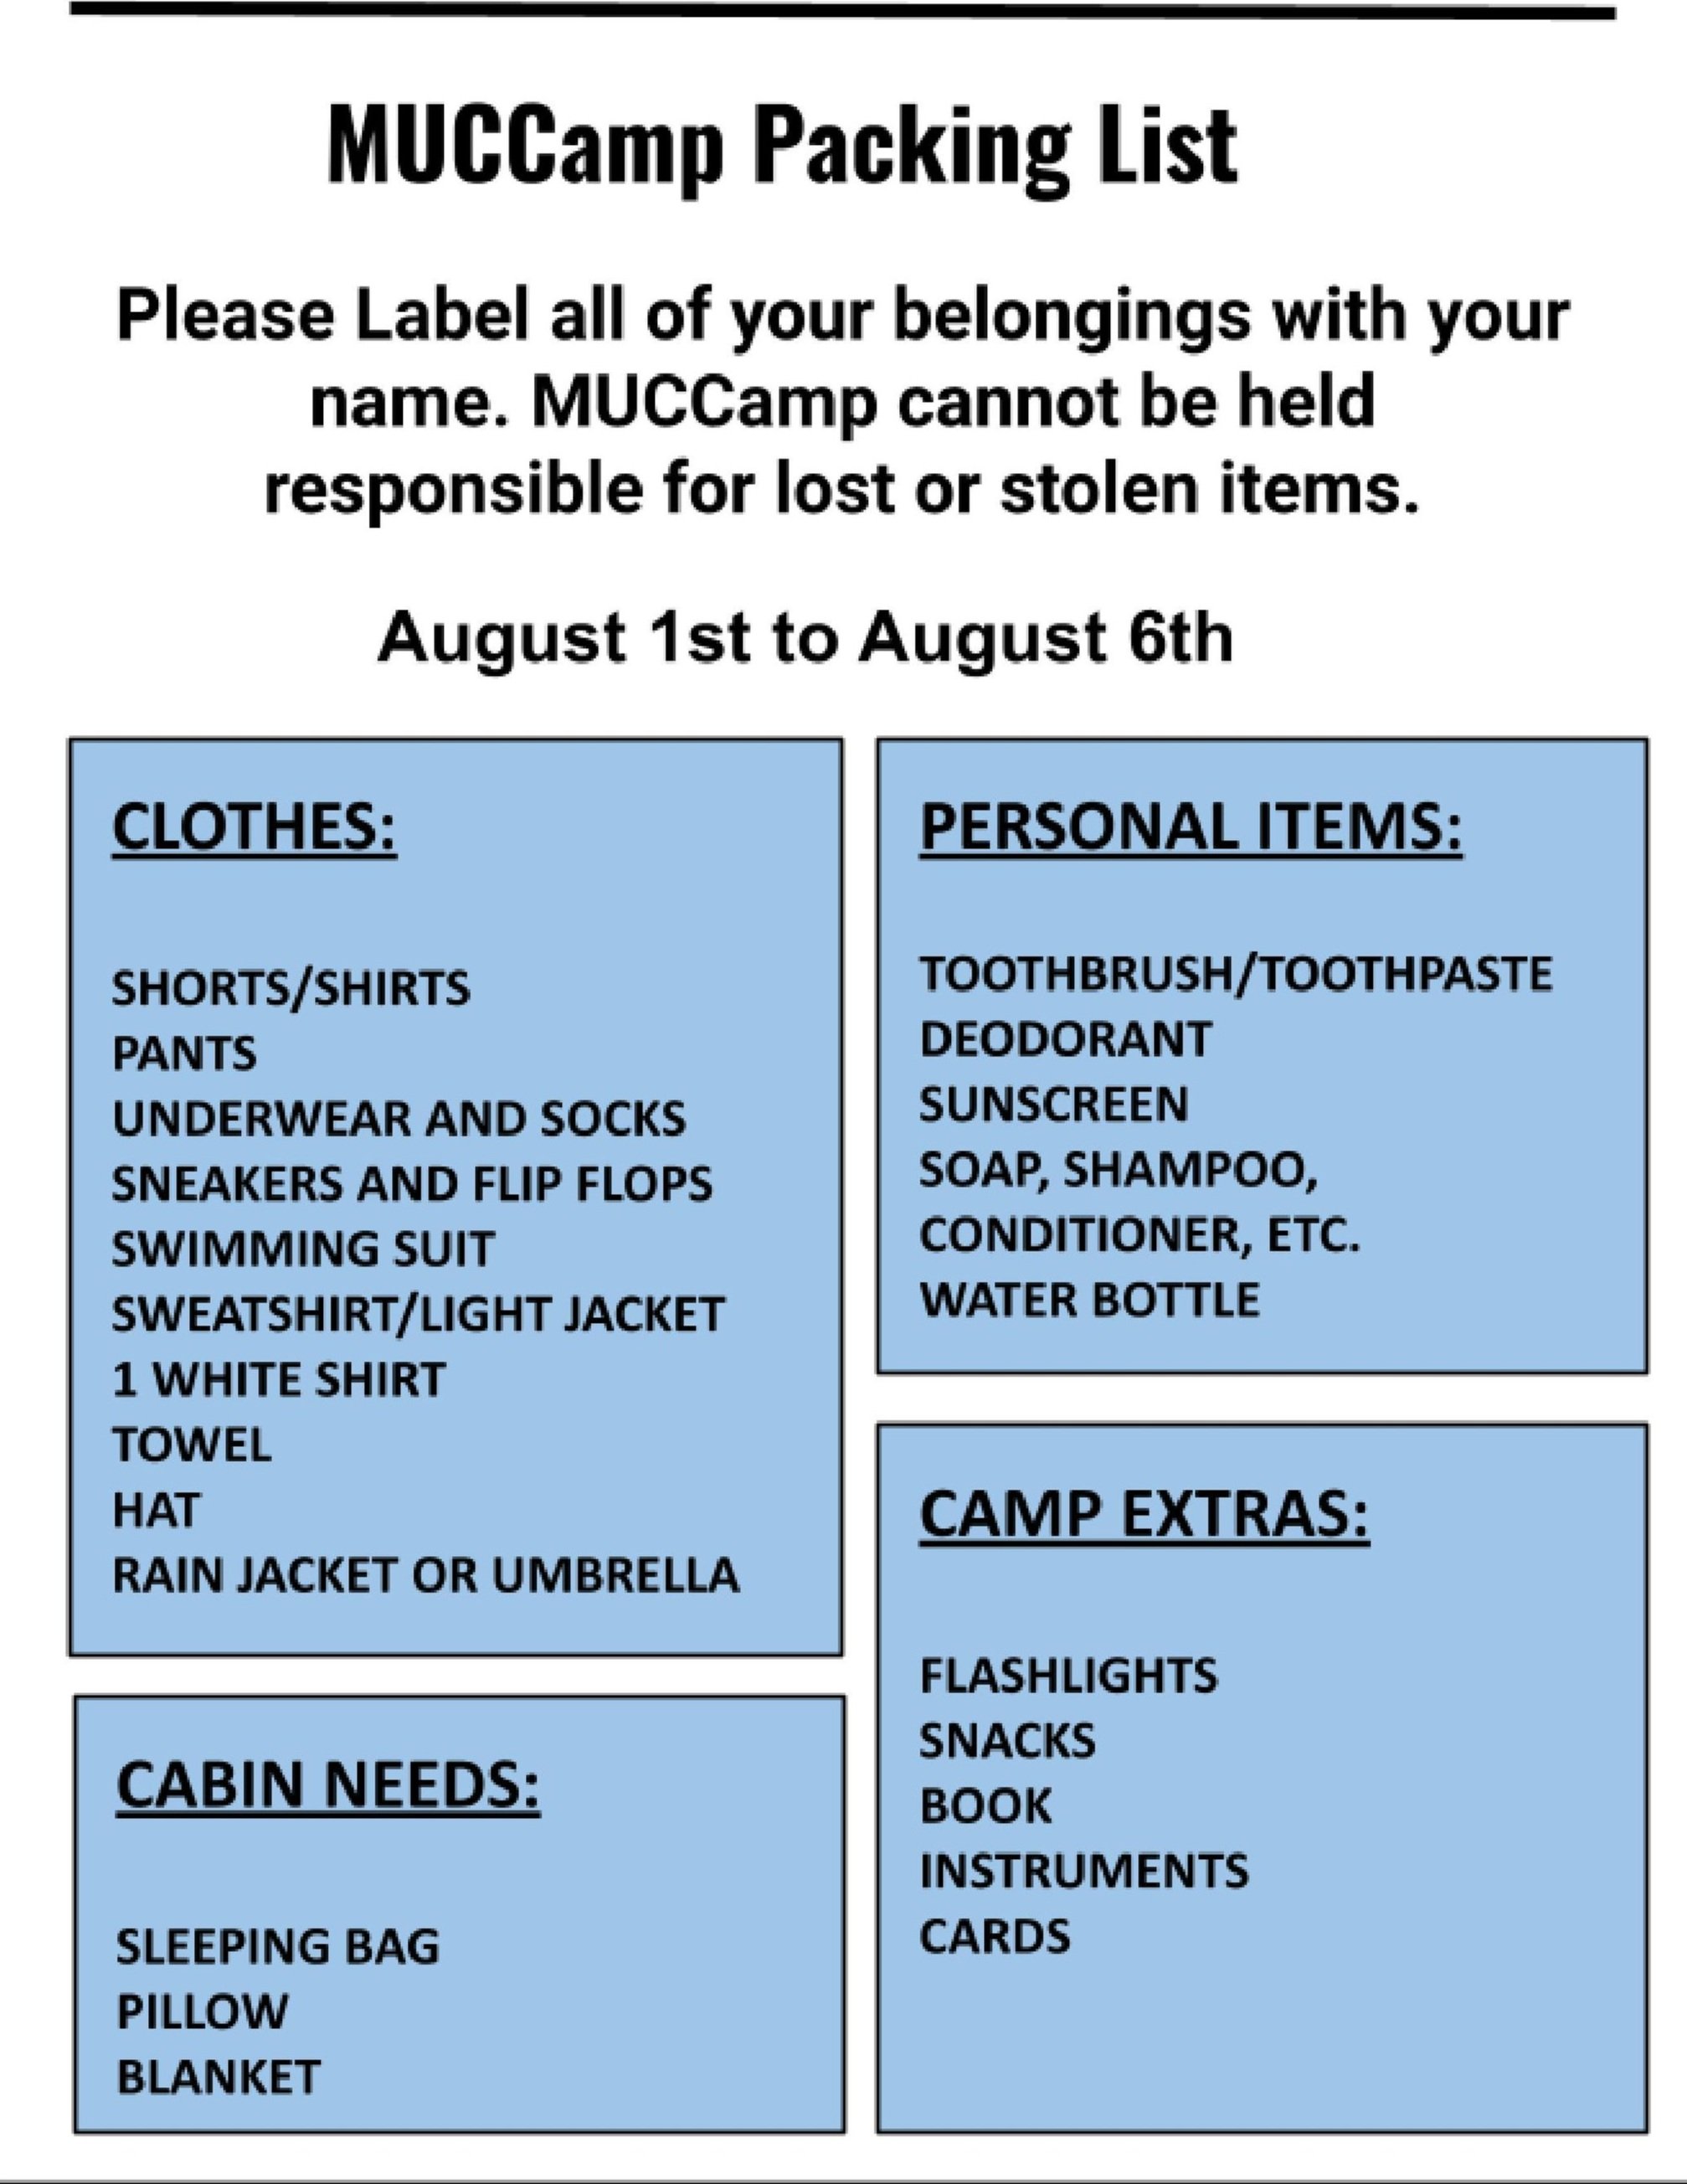 MUCCamp Packing List
Please Label all of your belongings with your
name. MUCCamp cannot be held
responsible for lost or stolen items.
August 1st to August 6th
CLOTHES:
SHORTS/SHIRTS
PANTS
UNDERWEAR AND SOCKS
SNEAKERS AND FLIP FLOPS
SWIMMING SUIT
SWEATSHIRT/LIGHT JACKET
1 WHITE SHIRT
TOWEL
HAT
RAIN JACKET OR UMBRELLA
CABIN NEEDS:
SLEEPING BAG
PILLOW
BLANKET
PERSONAL ITEMS:
TOOTHBRUSH/TOOTHPASTE
DEODORANT
SUNSCREEN
SOAP, SHAMPOO,
CONDITIONER, ETC.
WATER BOTTLE
CAMP EXTRAS:
FLASHLIGHTS
SNACKS
BOOK
INSTRUMENTS
CARDS